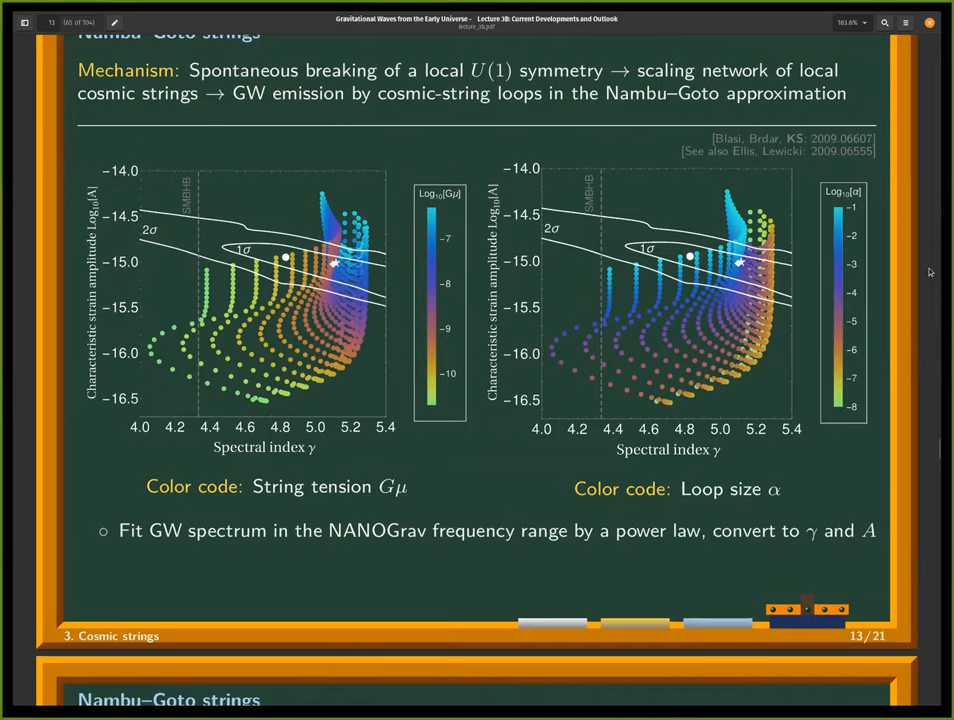 Gravitational Waves from the Early Universe - Lecture 3B: Current Developments and Outlook
lecture_3b.pdf
13 (65 of 104)
183.6%
Nambu–Goto strings
Mechanism: Spontaneous breaking of a local U(1) symmetry → scaling network of local
cosmic strings → GW emission by cosmic-string loops in the Nambu–Goto approximation
[Blasi, Brdar, KS: 2009.06607]
[See also Ellis, Lewicki: 2009.06555]
Characteristic strain amplitude Log₁₀[A]
−14.0
−14.5
−15.0
−15.5
−16.0
−16.5
SMBHB
2σ
1σ
4.0 4.2 4.4 4.6 4.8 5.0 5.2 5.4
Spectral index γ
Log₁₀[Gμ]
−7
−8
−9
−10
Characteristic strain amplitude Log₁₀[A]
−14.0
−14.5
−15.0
−15.5
−16.0
−16.5
SMBHB
2σ
1σ
4.0 4.2 4.4 4.6 4.8 5.0 5.2 5.4
Spectral index γ
Log₁₀[α]
−1
−2
−3
−4
−5
−6
−7
−8
Color code: String tension Gμ
Color code: Loop size α
○ Fit GW spectrum in the NANOGrav frequency range by a power law, convert to γ and A
3. Cosmic strings
13/21
Nambu–Goto strings